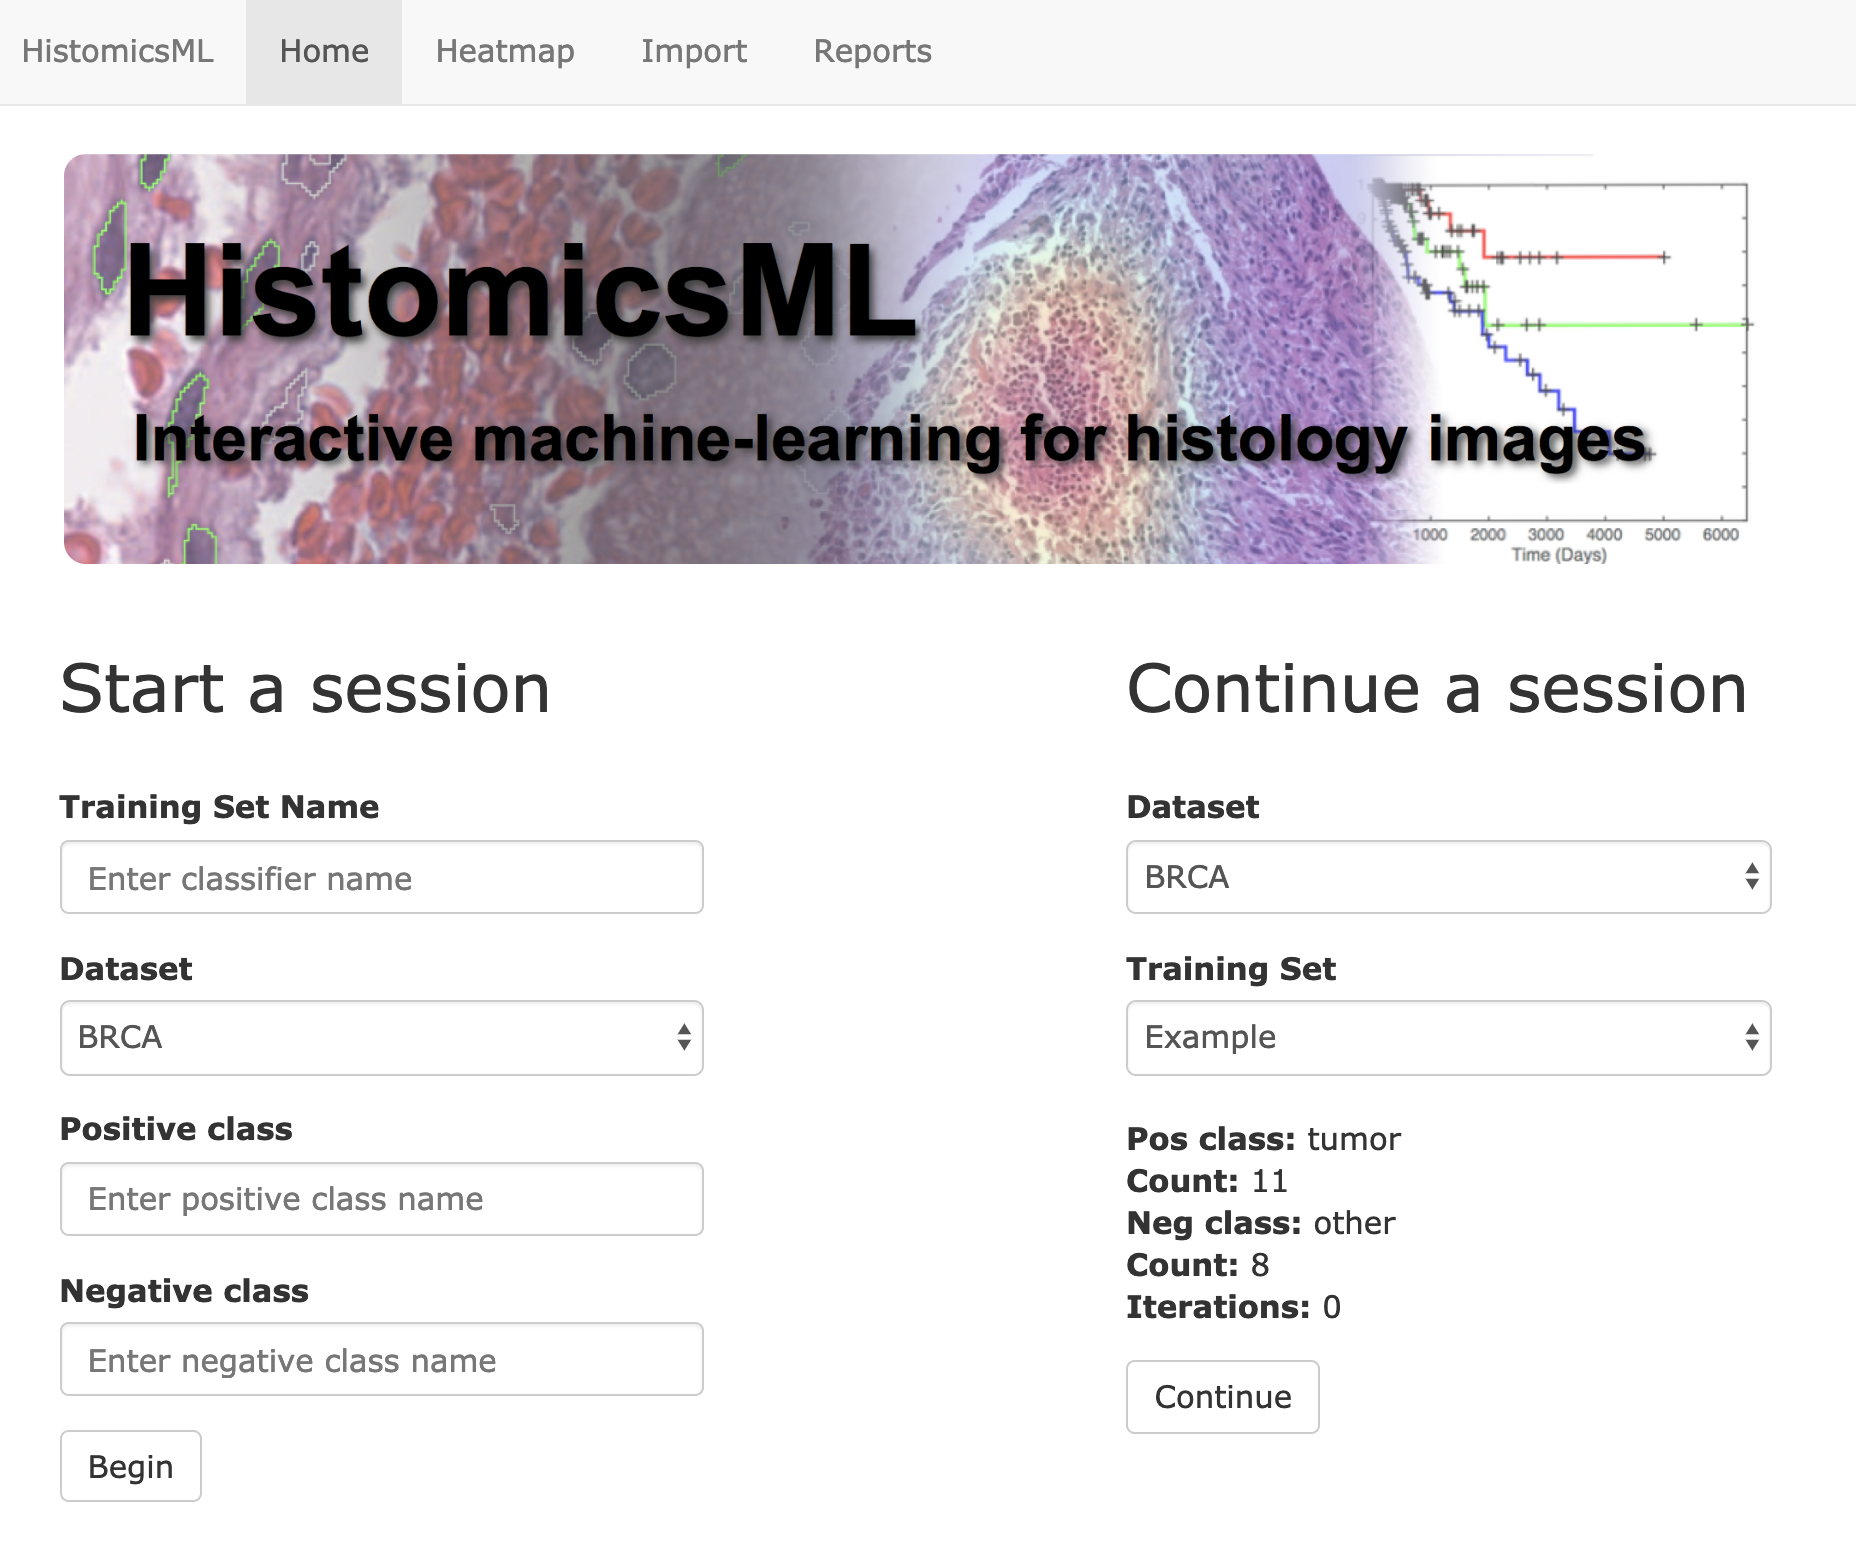 HistomicsML Home Heatmap Import Reports
HistomicsML
Interactive machine-learning for histology images
1000 2000 3000 4000 5000 6000
Time (Days)
Start a session
Training Set Name
Enter classifier name
Dataset
BRCA
Positive class
Enter positive class name
Negative class
Enter negative class name
Begin
Continue a session
Dataset
BRCA
Training Set
Example
Pos class: tumor
Count: 11
Neg class: other
Count: 8
Iterations: 0
Continue